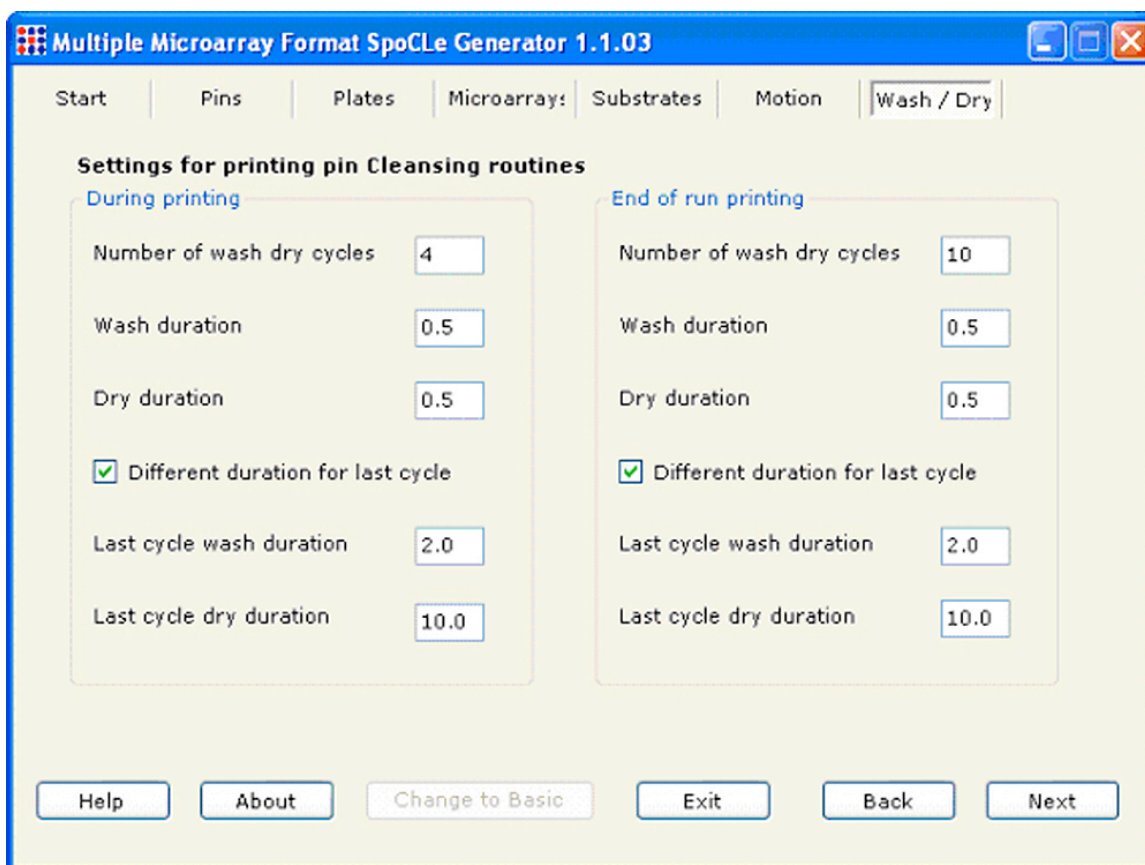 Multiple Microarray Format SpoCLe Generator 1.1.03
Start Pins Plates Microarrays Substrates Motion Wash / Dry
Settings for printing pin Cleansing routines
During printing
Number of wash dry cycles 4
Wash duration 0.5
Dry duration 0.5
Different duration for last cycle
Last cycle wash duration 2.0
Last cycle dry duration 10.0
End of run printing
Number of wash dry cycles 10
Wash duration 0.5
Dry duration 0.5
Different duration for last cycle
Last cycle wash duration 2.0
Last cycle dry duration 10.0
Help About Change to Basic Exit Back Next